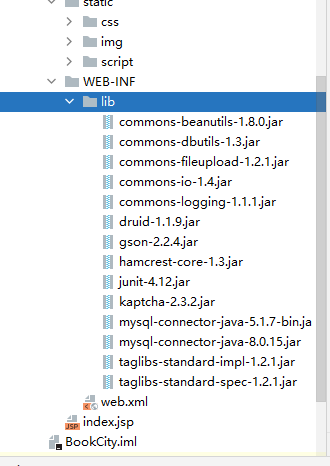 static
css
img
script
WEB-INF
lib
commons-beanutils-1.8.0.jar
commons-dbutils-1.3.jar
commons-fileupload-1.2.1.jar
commons-io-1.4.jar
commons-logging-1.1.1.jar
druid-1.1.9.jar
gson-2.2.4.jar
hamcrest-core-1.3.jar
junit-4.12.jar
kaptcha-2.3.2.jar
mysql-connector-java-5.1.7-bin.ja
mysql-connector-java-8.0.15.jar
taglibs-standard-impl-1.2.1.jar
taglibs-standard-spec-1.2.1.jar
web.xml
index.jsp
BookCity.iml